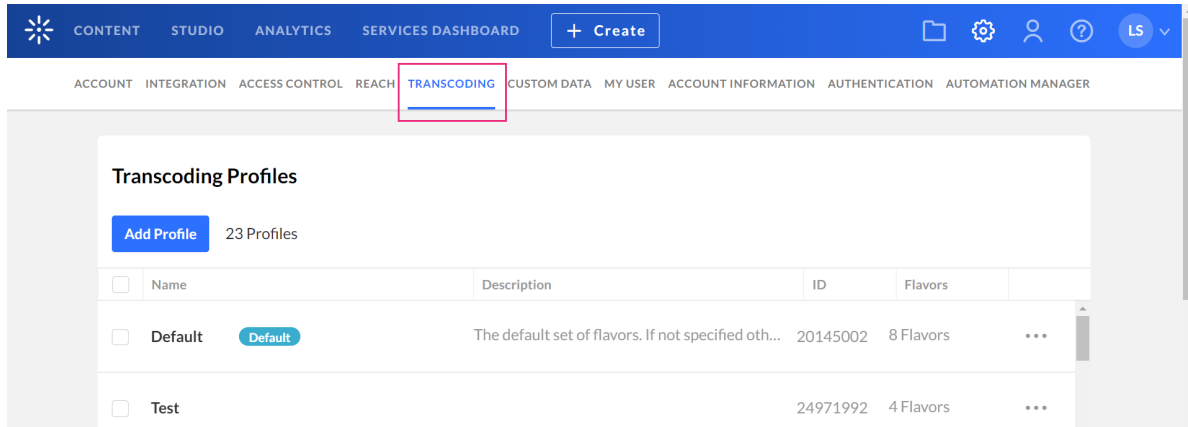 CONTENT STUDIO ANALYTICS SERVICES DASHBOARD + Create LS
ACCOUNT INTEGRATION ACCESS CONTROL REACH TRANSCODING CUSTOM DATA MY USER ACCOUNT INFORMATION AUTHENTICATION AUTOMATION MANAGER
Transcoding Profiles
Add Profile 23 Profiles
Name Description ID Flavors
Default Default The default set of flavors. If not specified oth... 20145002 8 Flavors
Test 24971992 4 Flavors